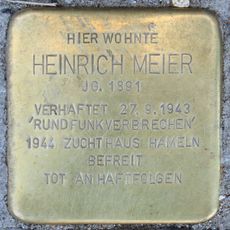 HIER WOHNTE
HEINRICH MEIER
JG. 1891
VERHAFTET 27.9.1943
'RUNDFUNKVERBRECHEN'
1944 ZUCHTHAUS HAMELN
BEFREIT
TOT AN HAFTFOLGEN